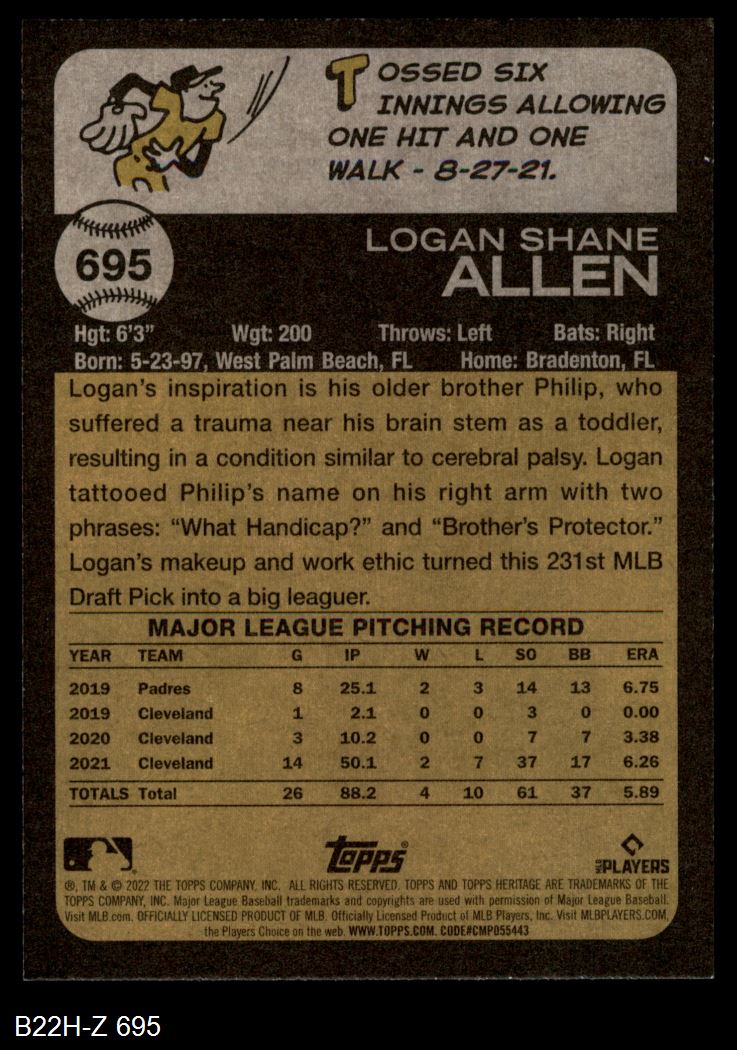 TOSSED SIX
INNINGS ALLOWING
ONE HIT AND ONE
WALK - 8-27-21.
695
LOGAN SHANE
ALLEN
Hgt: 6'3" Wgt: 200 Throws: Left Bats: Right
Born: 5-23-97, West Palm Beach, FL Home: Bradenton, FL
Logan's inspiration is his older brother Philip, who
suffered a trauma near his brain stem as a toddler,
resulting in a condition similar to cerebral palsy. Logan
tattooed Philip's name on his right arm with two
phrases: "What Handicap?" and "Brother's Protector."
Logan's makeup and work ethic turned this 231st MLB
Draft Pick into a big leaguer.
MAJOR LEAGUE PITCHING RECORD
YEAR TEAM G IP W L SO BB ERA
2019 Padres 8 25.1 2 3 14 13 6.75
2019 Cleveland 1 2.1 0 0 3 0 0.00
2020 Cleveland 3 10.2 0 0 7 7 3.38
2021 Cleveland 14 50.1 2 7 37 17 6.26
TOTALS Total 26 88.2 4 10 61 37 5.89
Topps® MLB PLAYERS
®, TM & © 2022 THE TOPPS COMPANY, INC. ALL RIGHTS RESERVED. TOPPS AND TOPPS HERITAGE ARE TRADEMARKS OF THE
TOPPS COMPANY, INC. Major League Baseball trademarks and copyrights are used with permission of Major League Baseball.
Visit MLB.com. OFFICIALLY LICENSED PRODUCT OF MLB. Officially Licensed Product of MLB Players, Inc. Visit MLBPLAYERS.COM,
the Players Choice on the web. WWW.TOPPS.COM. CODE#CMP055443
B22H-Z 695